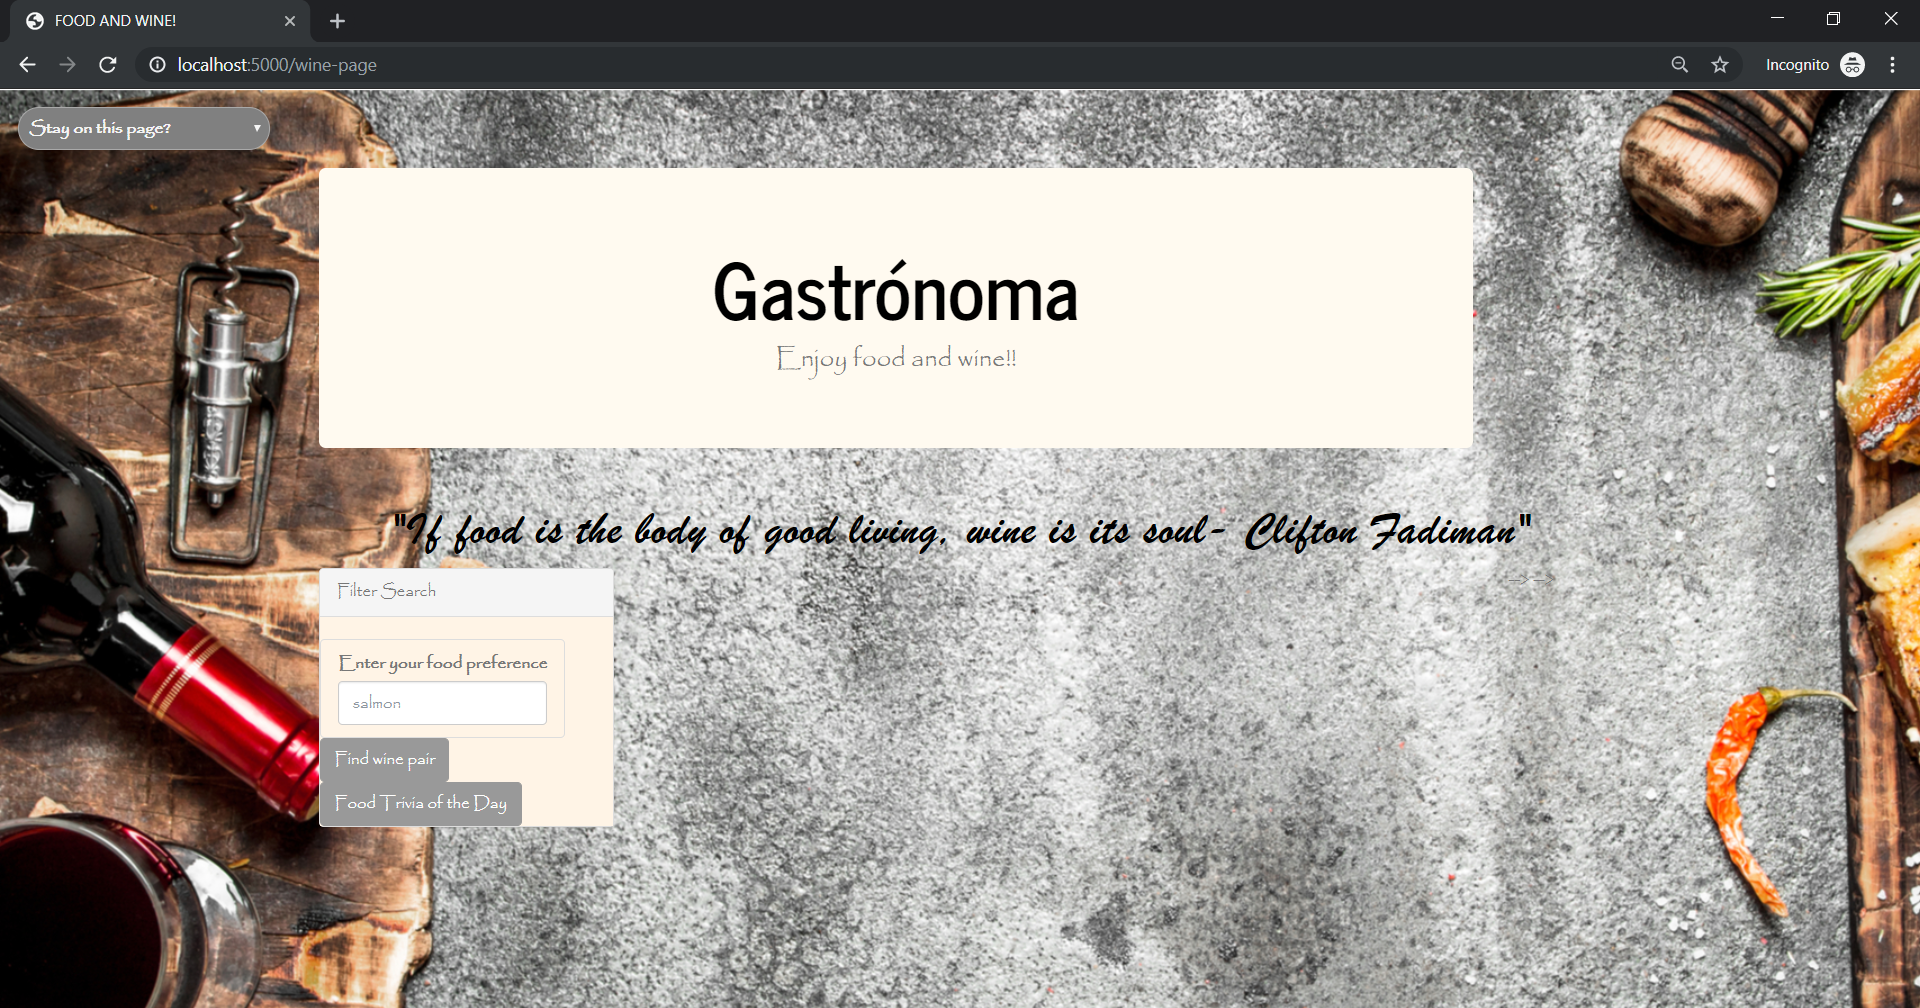 FOOD AND WINE!
localhost:5000/wine-page
Incognito
Stay on this page?
Gastrónoma
Enjoy food and wine!!
"If food is the body of good living, wine is its soul- Clifton Fadiman"
--> -->
Filter Search
Enter your food preference
salmon
Find wine pair
Food Trivia of the Day